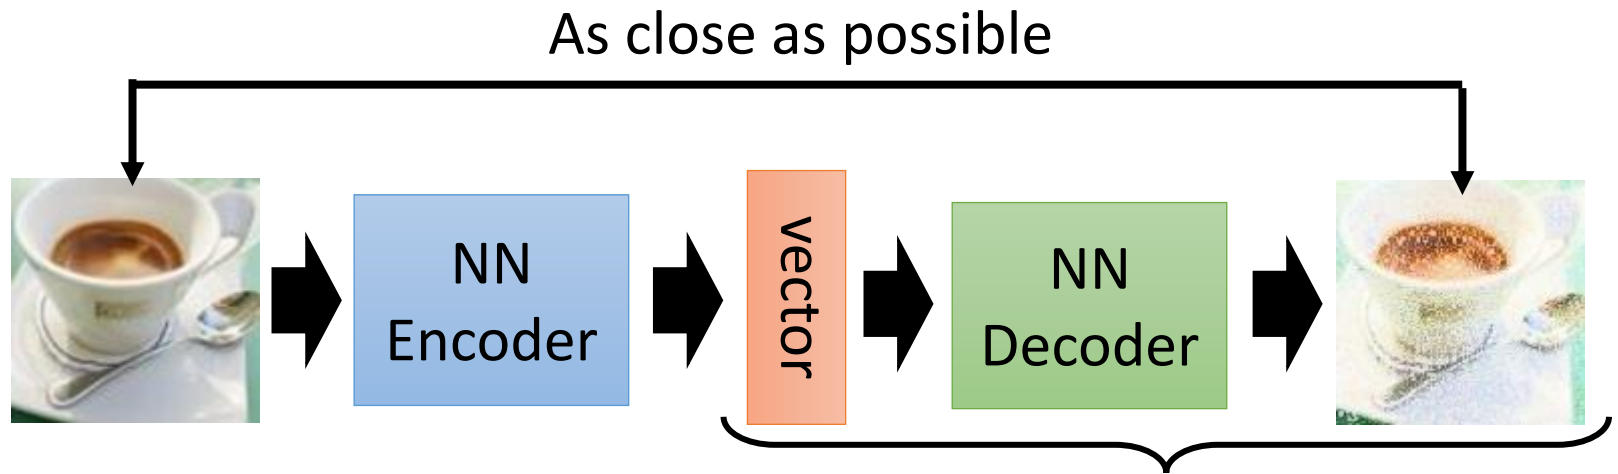 As close as possible
NN
Encoder
vector
NN
Decoder